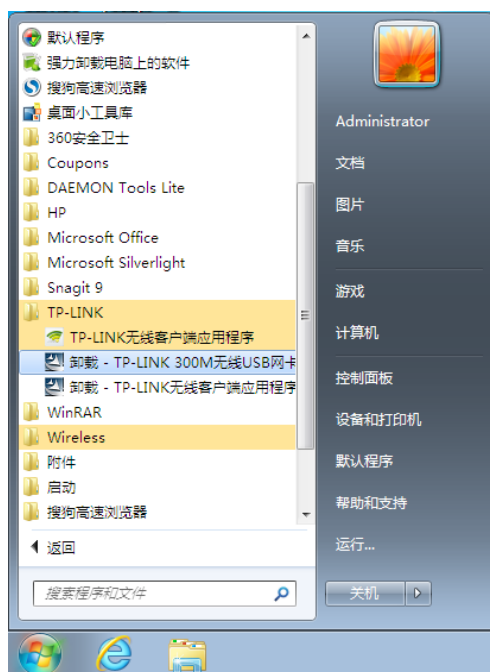 默认程序
强力卸载电脑上的软件
搜狗高速浏览器
桌面小工具库
360安全卫士
Coupons
DAEMON Tools Lite
HP
Microsoft Office
Microsoft Silverlight
Snagit 9
TP-LINK
TP-LINK无线客户端应用程序
卸载 - TP-LINK 300M无线USB网卡
卸载 - TP-LINK无线客户端应用程序
WinRAR
Wireless
附件
启动
搜狗高速浏览器
返回
搜索程序和文件
Administrator
文档
图片
音乐
游戏
计算机
控制面板
设备和打印机
默认程序
帮助和支持
运行...
关机